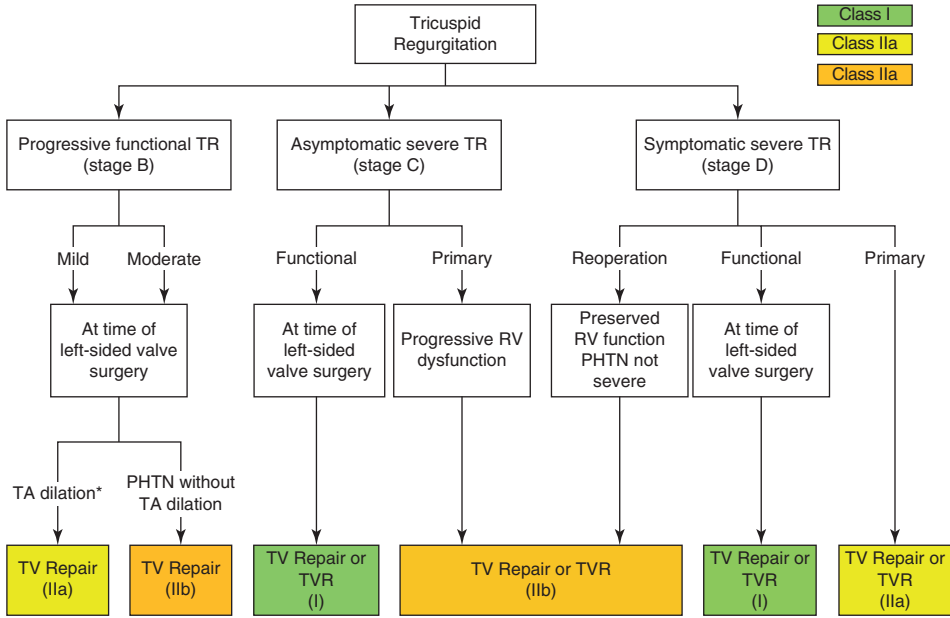 Tricuspid
Regurgitation
Class I
Class IIa
Class IIa
Progressive functional TR
(stage B)
Asymptomatic severe TR
(stage C)
Symptomatic severe TR
(stage D)
Mild
Moderate
Functional
Primary
Reoperation
Functional
Primary
At time of
left-sided valve
surgery
At time of
left-sided
valve surgery
Progressive RV
dysfunction
Preserved
RV function
PHTN not
severe
At time of
left-sided
valve surgery
TA dilation*
PHTN without
TA dilation
TV Repair
(IIa)
TV Repair
(IIb)
TV Repair or
TVR
(I)
TV Repair or TVR
(IIb)
TV Repair or
TVR
(I)
TV Repair or
TVR
(IIa)